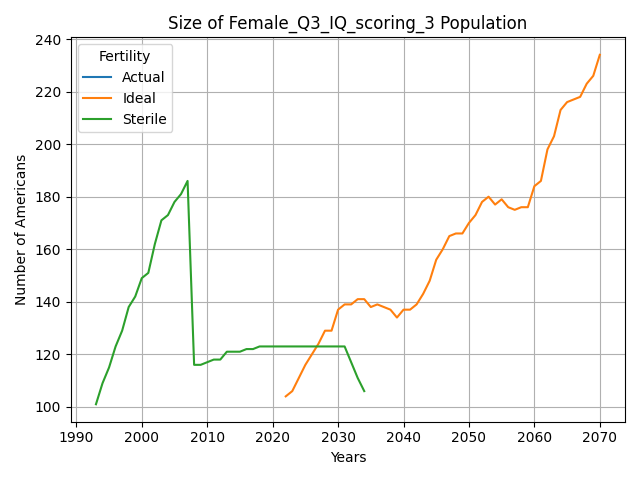 Size of Female_Q3_IQ_scoring_3 Population
Number of Americans
240
220
200
180
160
140
120
100
Fertility
Actual
Ideal
Sterile
1990 2000 2010 2020 2030 2040 2050 2060 2070
Years